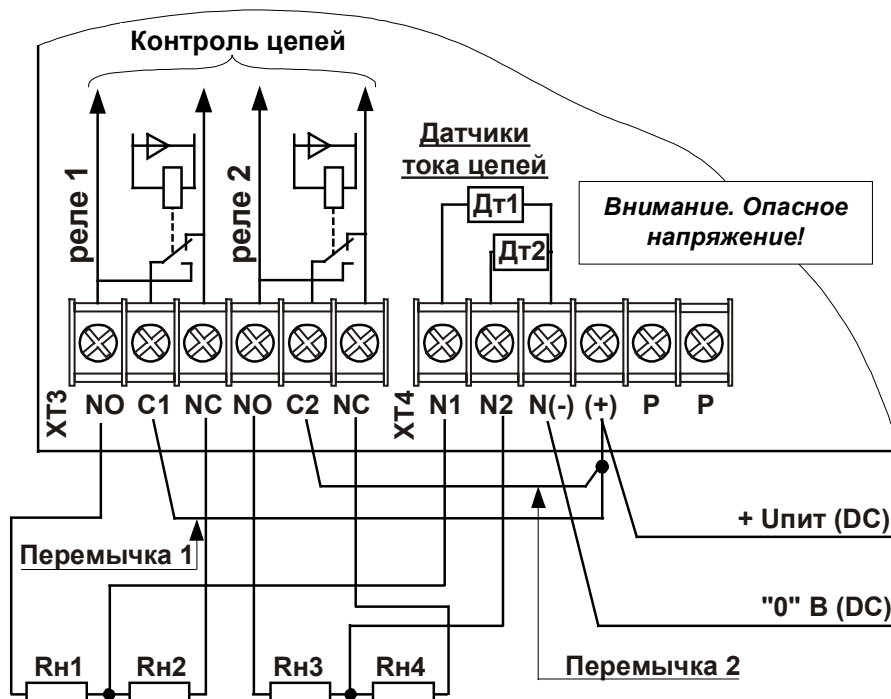 Контроль цепей
реле 1
реле 2
Датчики
тока цепей
Дт1
Дт2
Внимание. Опасное
напряжение!
XT3
NO C1 NC NO C2 NC
XT4
N1 N2 N(-) (+) P P
+ Uпит (DC)
Перемычка 1
"0" В (DC)
Перемычка 2
Rн1 Rн2 Rн3 Rн4